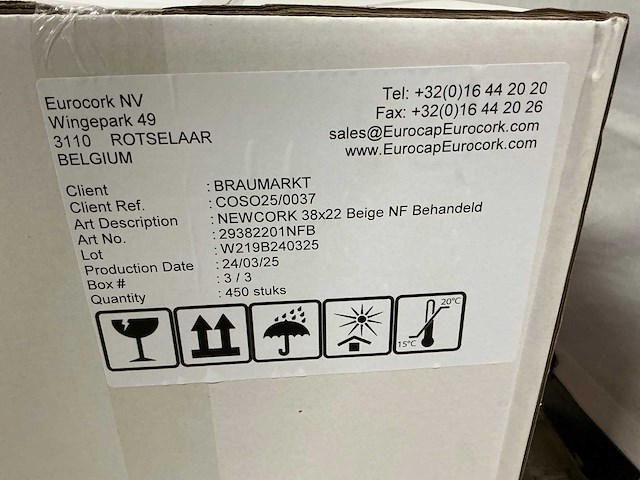 Eurocork NV
Wingepark 49
3110 ROTSELAAR
BELGIUM
Tel: +32(0)16 44 20 20
Fax: +32(0)16 44 20 26
sales@EurocapEurocork.com
www.EurocapEurocork.com
Client : BRAUMARKT
Client Ref. : COSO25/0037
Art Description : NEWCORK 38x22 Beige NF Behandeld
Art No. : 29382201NFB
Lot : W219B240325
Production Date : 24/03/25
Box # : 3 / 3
Quantity : 450 stuks
20°C
15°C